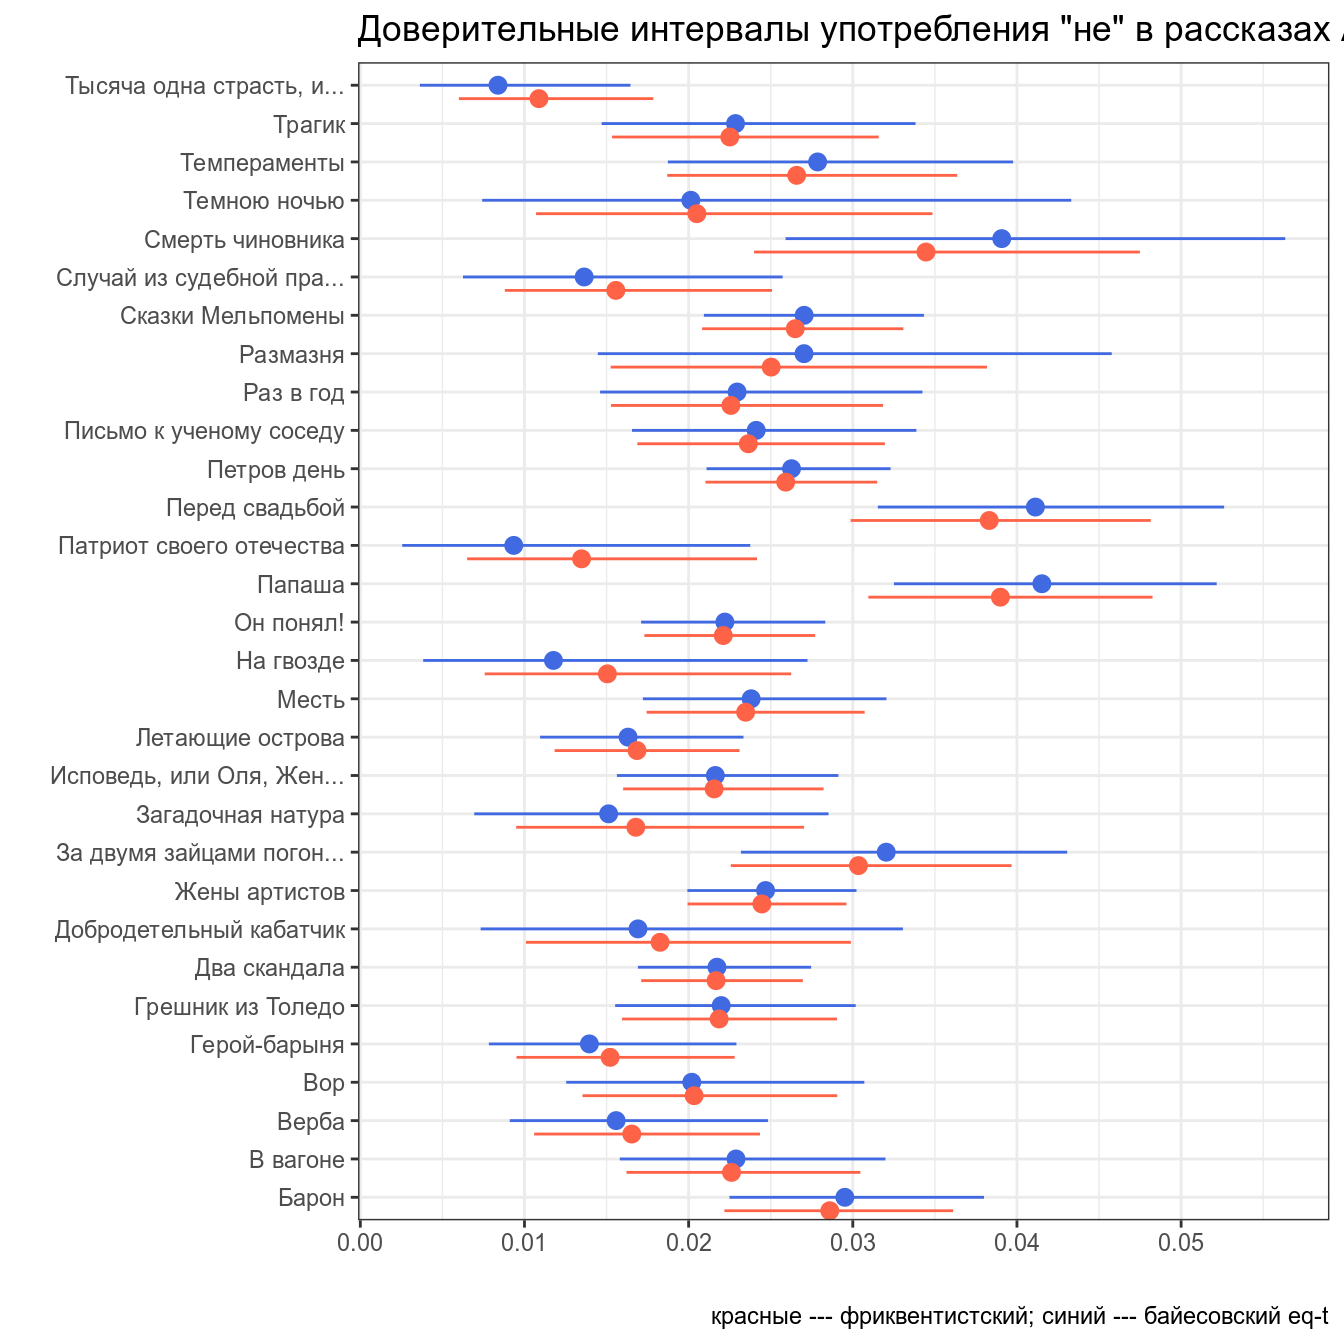 Доверительные интервалы употребления "не" в рассказах
Тысяча одна страсть, и...
Трагик
Темпераменты
Темною ночью
Смерть чиновника
Случай из судебной пра...
Сказки Мельпомены
Размазня
Раз в год
Письмо к ученому соседу
Петров день
Перед свадьбой
Патриот своего отечества
Папаша
Он понял!
На гвозде
Месть
Летающие острова
Исповедь, или Оля, Жен...
Загадочная натура
За двумя зайцами погон...
Жены артистов
Добродетельный кабатчик
Два скандала
Грешник из Толедо
Герой-барыня
Вор
Верба
В вагоне
Барон
0.00 0.01 0.02 0.03 0.04 0.05
красные --- фриквентистский; синий --- байесовский eq-t